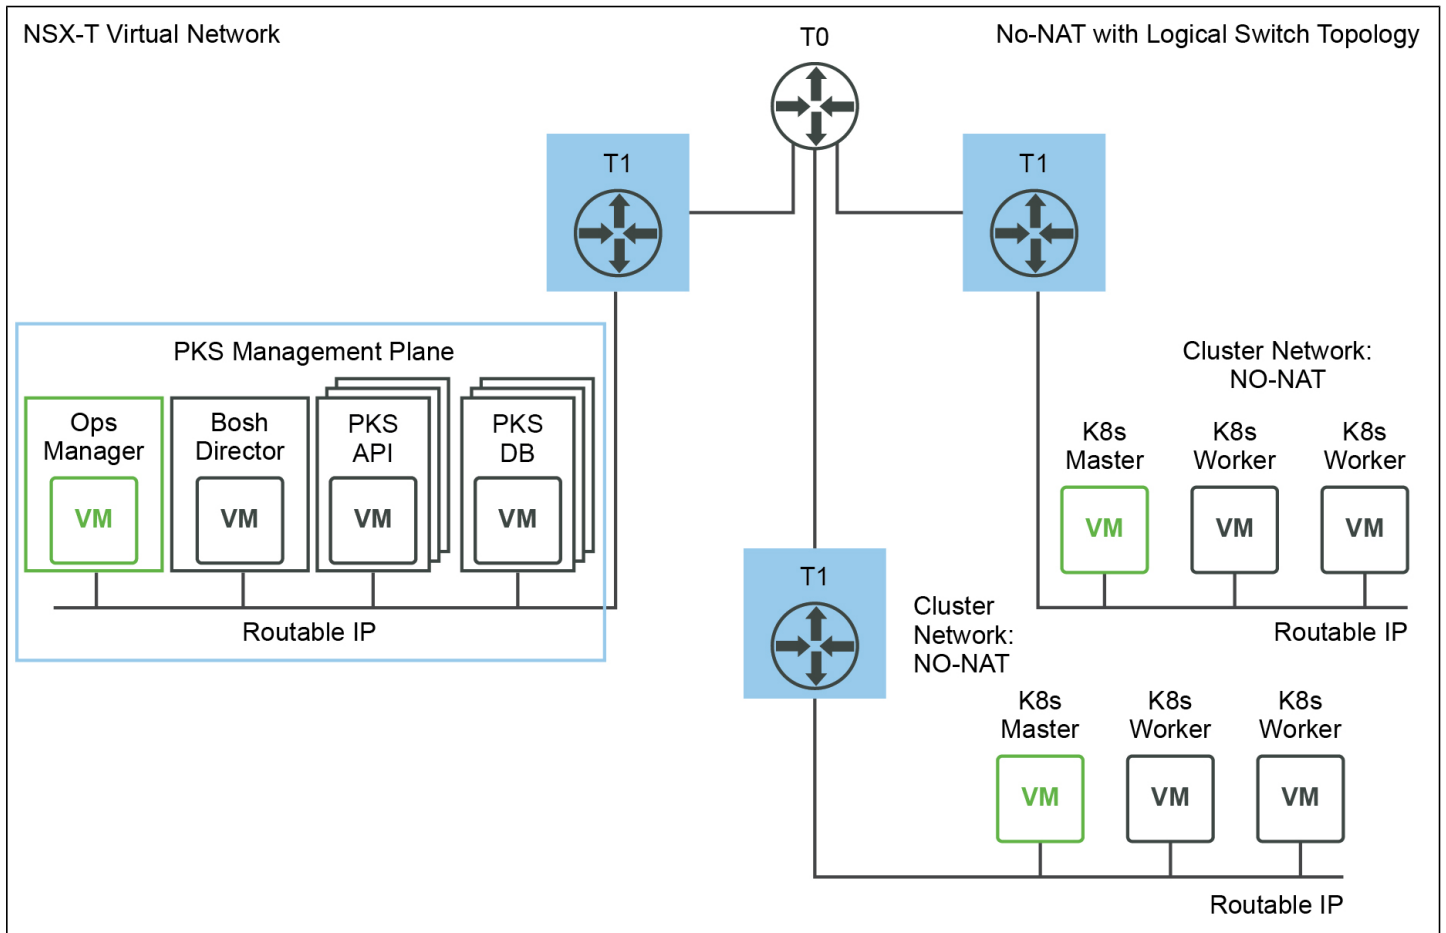 NSX-T Virtual Network
T0
No-NAT with Logical Switch Topology
T1
T1
PKS Management Plane
Ops
Manager
VM
Bosh
Director
VM
PKS
API
VM
PKS
DB
VM
Routable IP
Cluster Network:
NO-NAT
K8s
Master
VM
K8s
Worker
VM
K8s
Worker
VM
Routable IP
T1
Cluster
Network:
NO-NAT
K8s
Master
VM
K8s
Worker
VM
K8s
Worker
VM
Routable IP